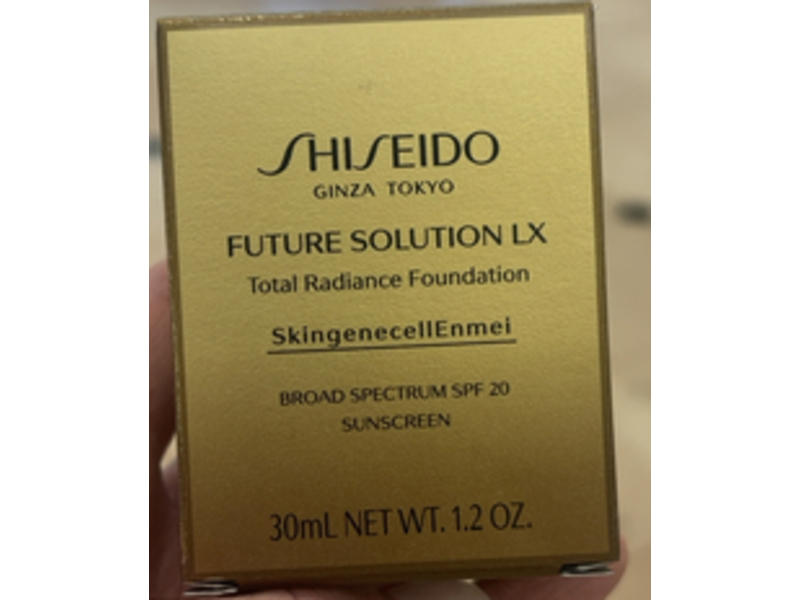 SHISEIDO
GINZA TOKYO
FUTURE SOLUTION LX
Total Radiance Foundation
SkingenecellEnmei
BROAD SPECTRUM SPF 20
SUNSCREEN
30mL NET WT. 1.2 OZ.